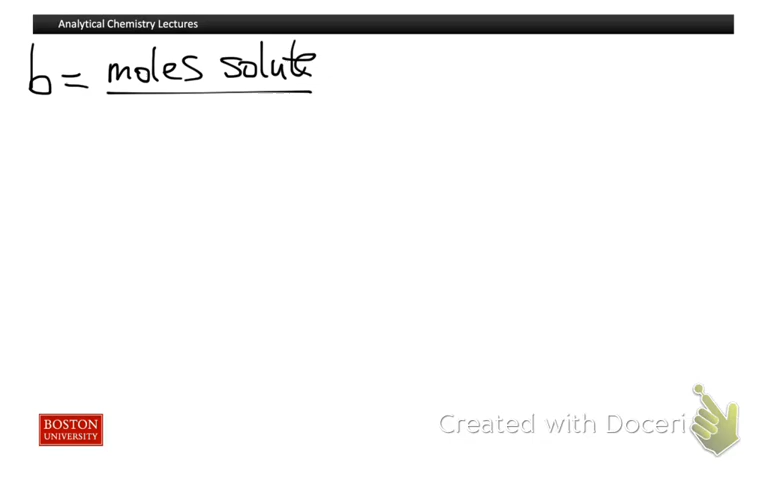 Analytical Chemistry Lectures
b = moles solute
BOSTON
UNIVERSITY
Created with Doceri